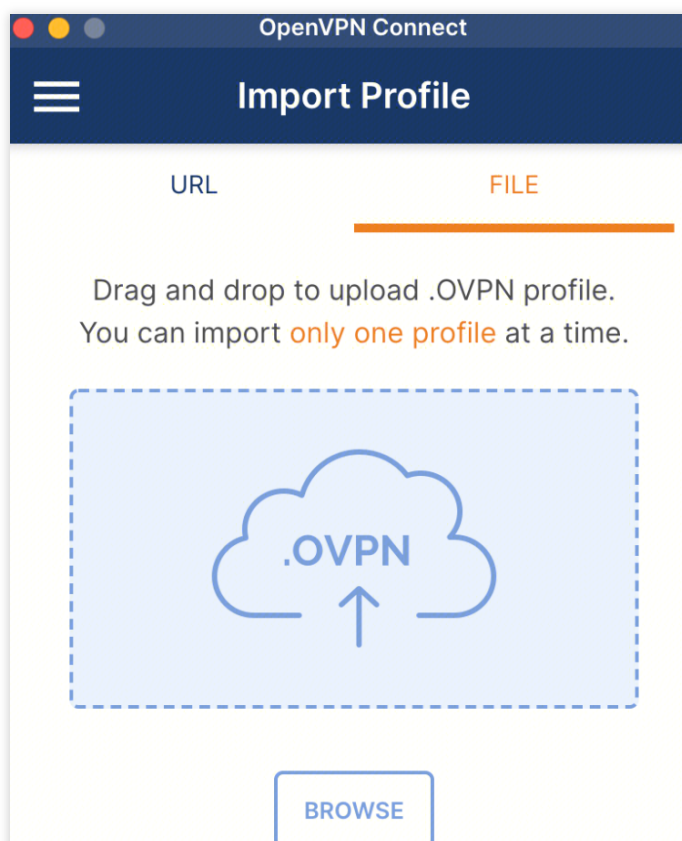 OpenVPN Connect
Import Profile
URL
FILE
Drag and drop to upload .OVPN profile.
You can import only one profile at a time.
.OVPN
BROWSE